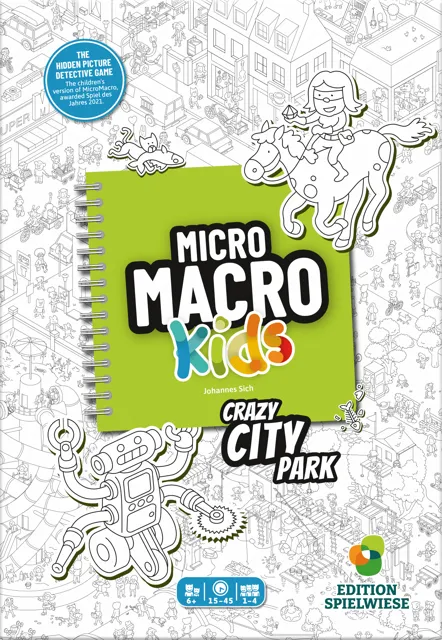 THE
HIDDEN PICTURE
DETECTIVE GAME
The children's
version of MicroMacro,
awarded Spiel des
Jahres 2021.
MICRO
MACRO
Kids
Johannes Sich
CRAZY
CITY
PARK
6+ 15–45 1–4
EDITION
SPIELWIESE